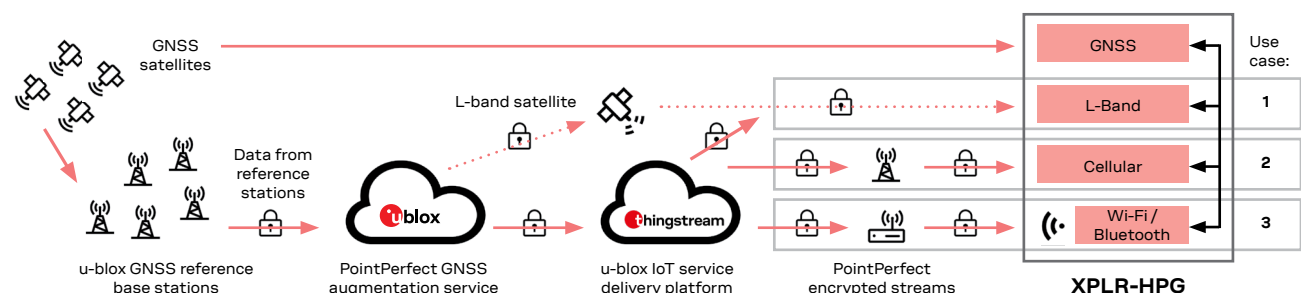 GNSS
satellites
GNSS
Use
case:
L-band satellite
L-Band
1
Data from
reference
stations
Cellular
2
ublox
thingstream
Wi-Fi /
Bluetooth
3
u-blox GNSS reference
base stations
PointPerfect GNSS
augmentation service
u-blox IoT service
delivery platform
PointPerfect
encrypted streams
XPLR-HPG